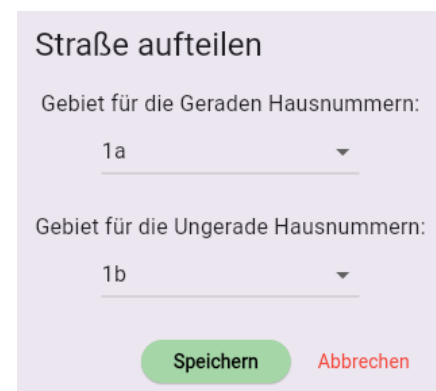 Straße aufteilen
Gebiet für die Geraden Hausnummern:
1a
Gebiet für die Ungerade Hausnummern:
1b
Speichern Abbrechen